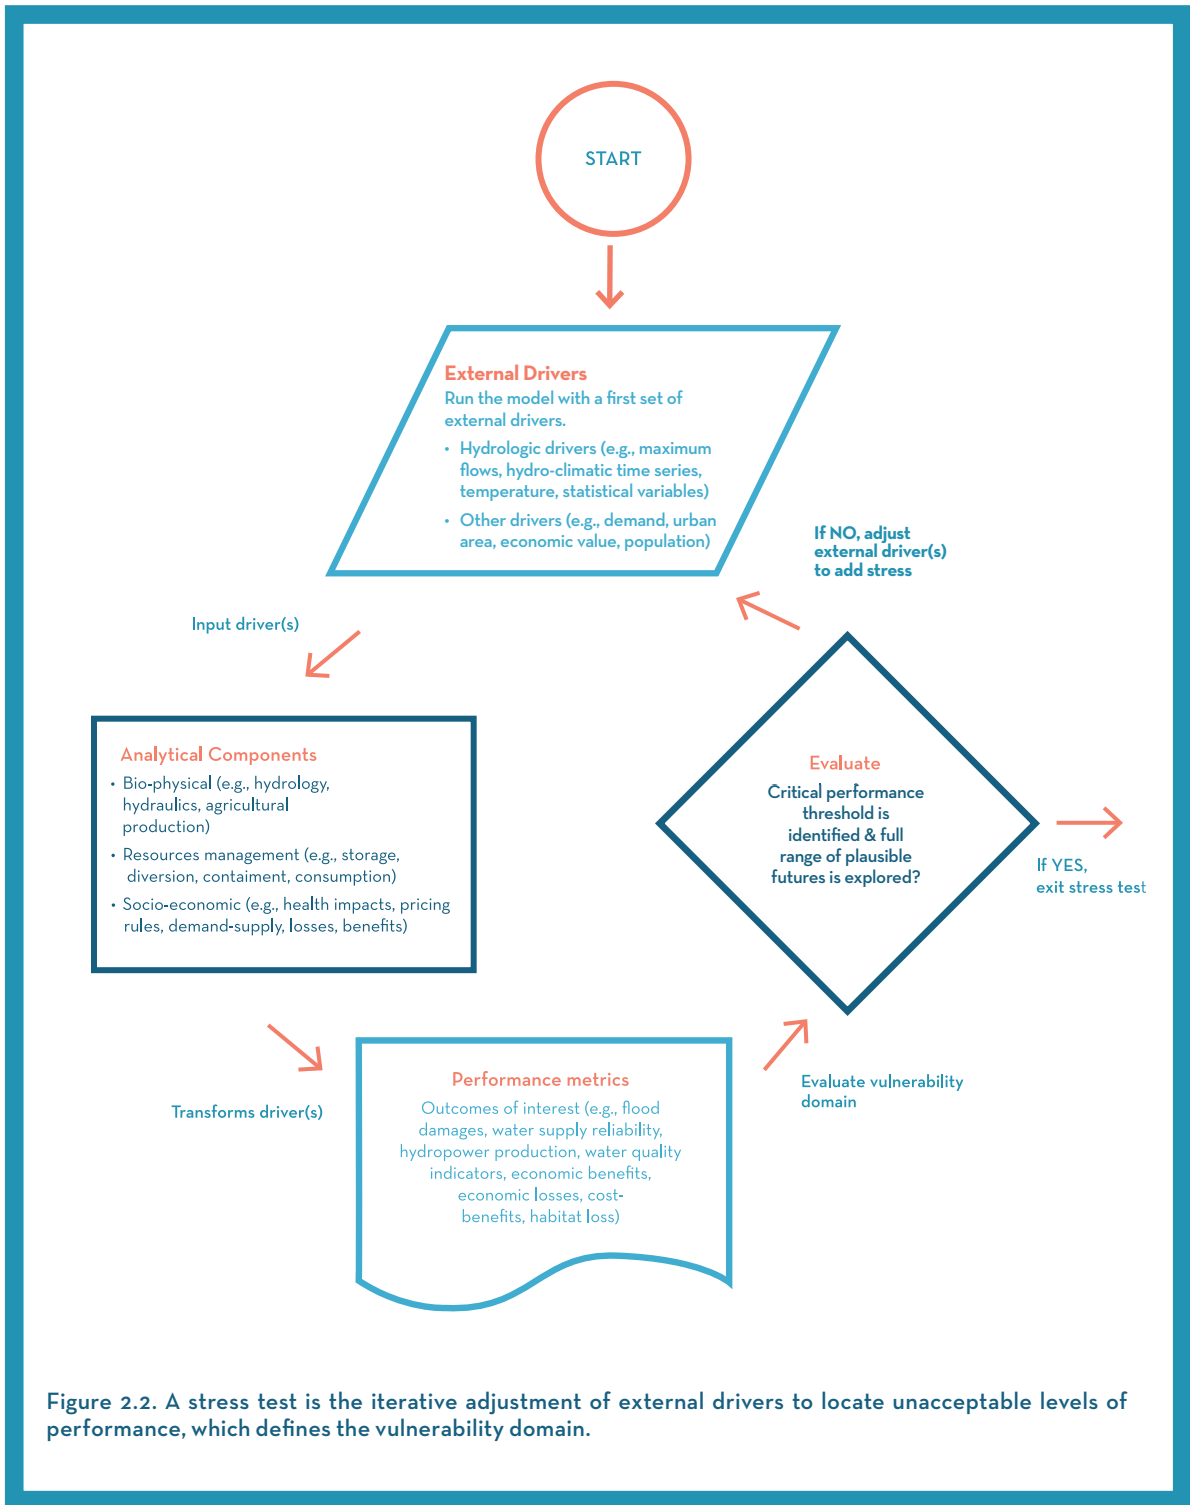 START
External Drivers
Run the model with a first set of
external drivers.
• Hydrologic drivers (e.g., maximum
flows, hydro-climatic time series,
temperature, statistical variables)
• Other drivers (e.g., demand, urban
area, economic value, population)
If NO, adjust
external driver(s)
to add stress
Input driver(s)
Analytical Components
• Bio-physical (e.g., hydrology,
hydraulics, agricultural
production)
• Resources management (e.g., storage,
diversion, contaiment, consumption)
• Socio-economic (e.g., health impacts, pricing
rules, demand-supply, losses, benefits)
Evaluate
Critical performance
threshold is
identified & full
range of plausible
futures is explored?
If YES,
exit stress test
Transforms driver(s)
Performance metrics
Outcomes of interest (e.g., flood
damages, water supply reliability,
hydropower production, water quality
indicators, economic benefits,
economic losses, cost-
benefits, habitat loss)
Evaluate vulnerability
domain
Figure 2.2. A stress test is the iterative adjustment of external drivers to locate unacceptable levels of
performance, which defines the vulnerability domain.